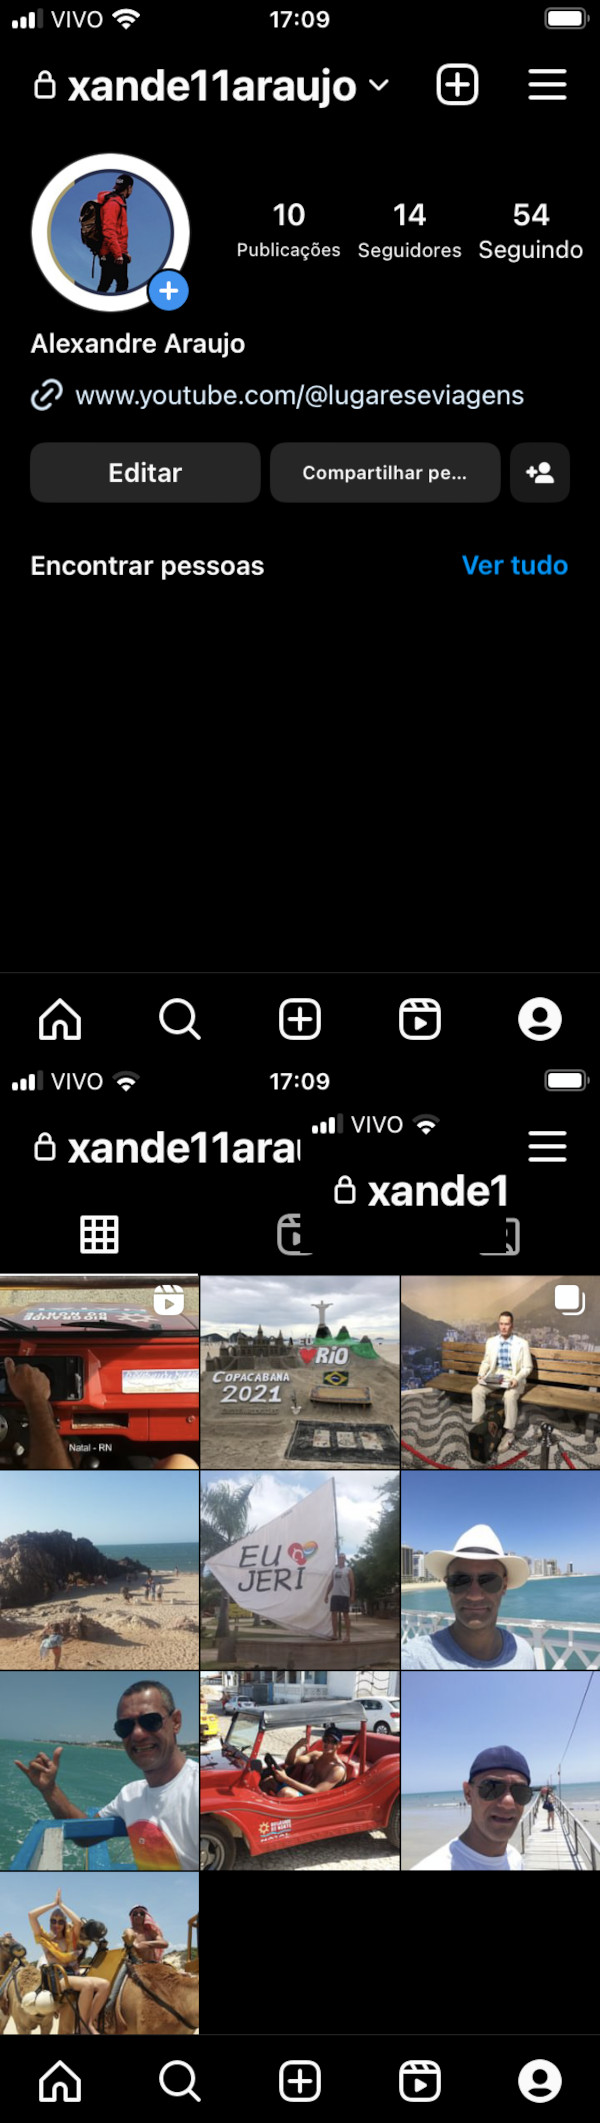 VIVO 17:09
xande11araujo
10 14 54
Publicações Seguidores Seguindo
Alexandre Araujo
www.youtube.com/@lugareseviagens
Editar Compartilhar pe...
Encontrar pessoas Ver tudo
VIVO 17:09
VIVO
xande11arau
xande1
Natal - RN
EU RIO
COPACABANA
2021
EU
JERI